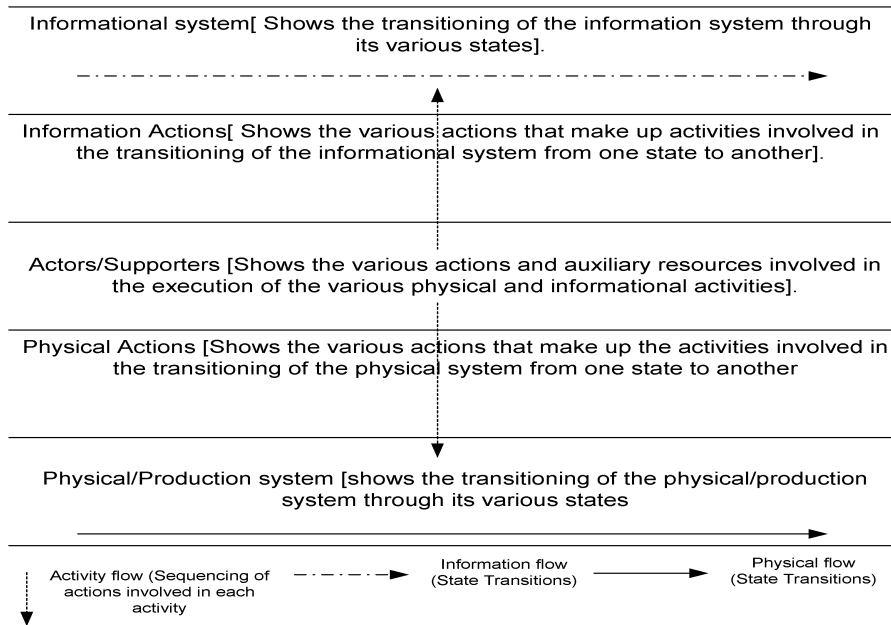 Informational system[ Shows the transitioning of the information system through
its various states].
Information Actions[ Shows the various actions that make up activities involved in
the transitioning of the informational system from one state to another].
Actors/Supporters [Shows the various actions and auxiliary resources involved in
the execution of the various physical and informational activities].
Physical Actions [Shows the various actions that make up the activities involved in
the transitioning of the physical system from one state to another
Physical/Production system [shows the transitioning of the physical/production
system through its various states
Activity flow (Sequencing of
actions involved in each
activity
Information flow
(State Transitions)
Physical flow
(State Transitions)